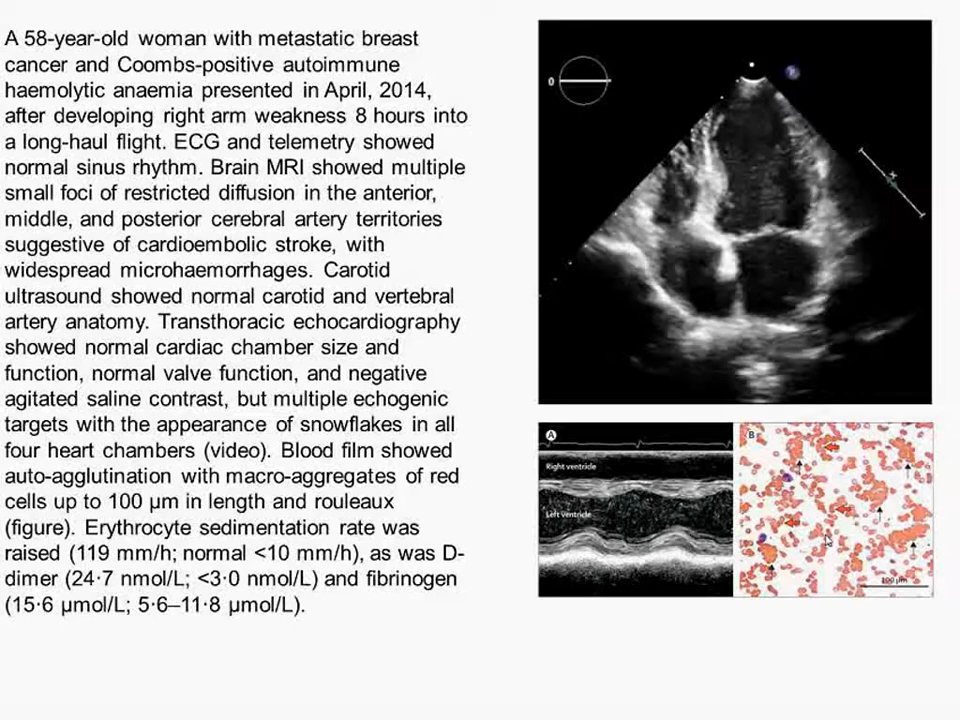 A 58-year-old woman with metastatic breast
cancer and Coombs-positive autoimmune
haemolytic anaemia presented in April, 2014,
after developing right arm weakness 8 hours into
a long-haul flight. ECG and telemetry showed
normal sinus rhythm. Brain MRI showed multiple
small foci of restricted diffusion in the anterior,
middle, and posterior cerebral artery territories
suggestive of cardioembolic stroke, with
widespread microhaemorrhages. Carotid
ultrasound showed normal carotid and vertebral
artery anatomy. Transthoracic echocardiography
showed normal cardiac chamber size and
function, normal valve function, and negative
agitated saline contrast, but multiple echogenic
targets with the appearance of snowflakes in all
four heart chambers (video). Blood film showed
auto-agglutination with macro-aggregates of red
cells up to 100 µm in length and rouleaux
(figure). Erythrocyte sedimentation rate was
raised (119 mm/h; normal <10 mm/h), as was D-
dimer (24·7 nmol/L; <3·0 nmol/L) and fibrinogen
(15·6 µmol/L; 5·6–11·8 µmol/L).
0
A
Right ventricle
Left ventricle
B
100 µm